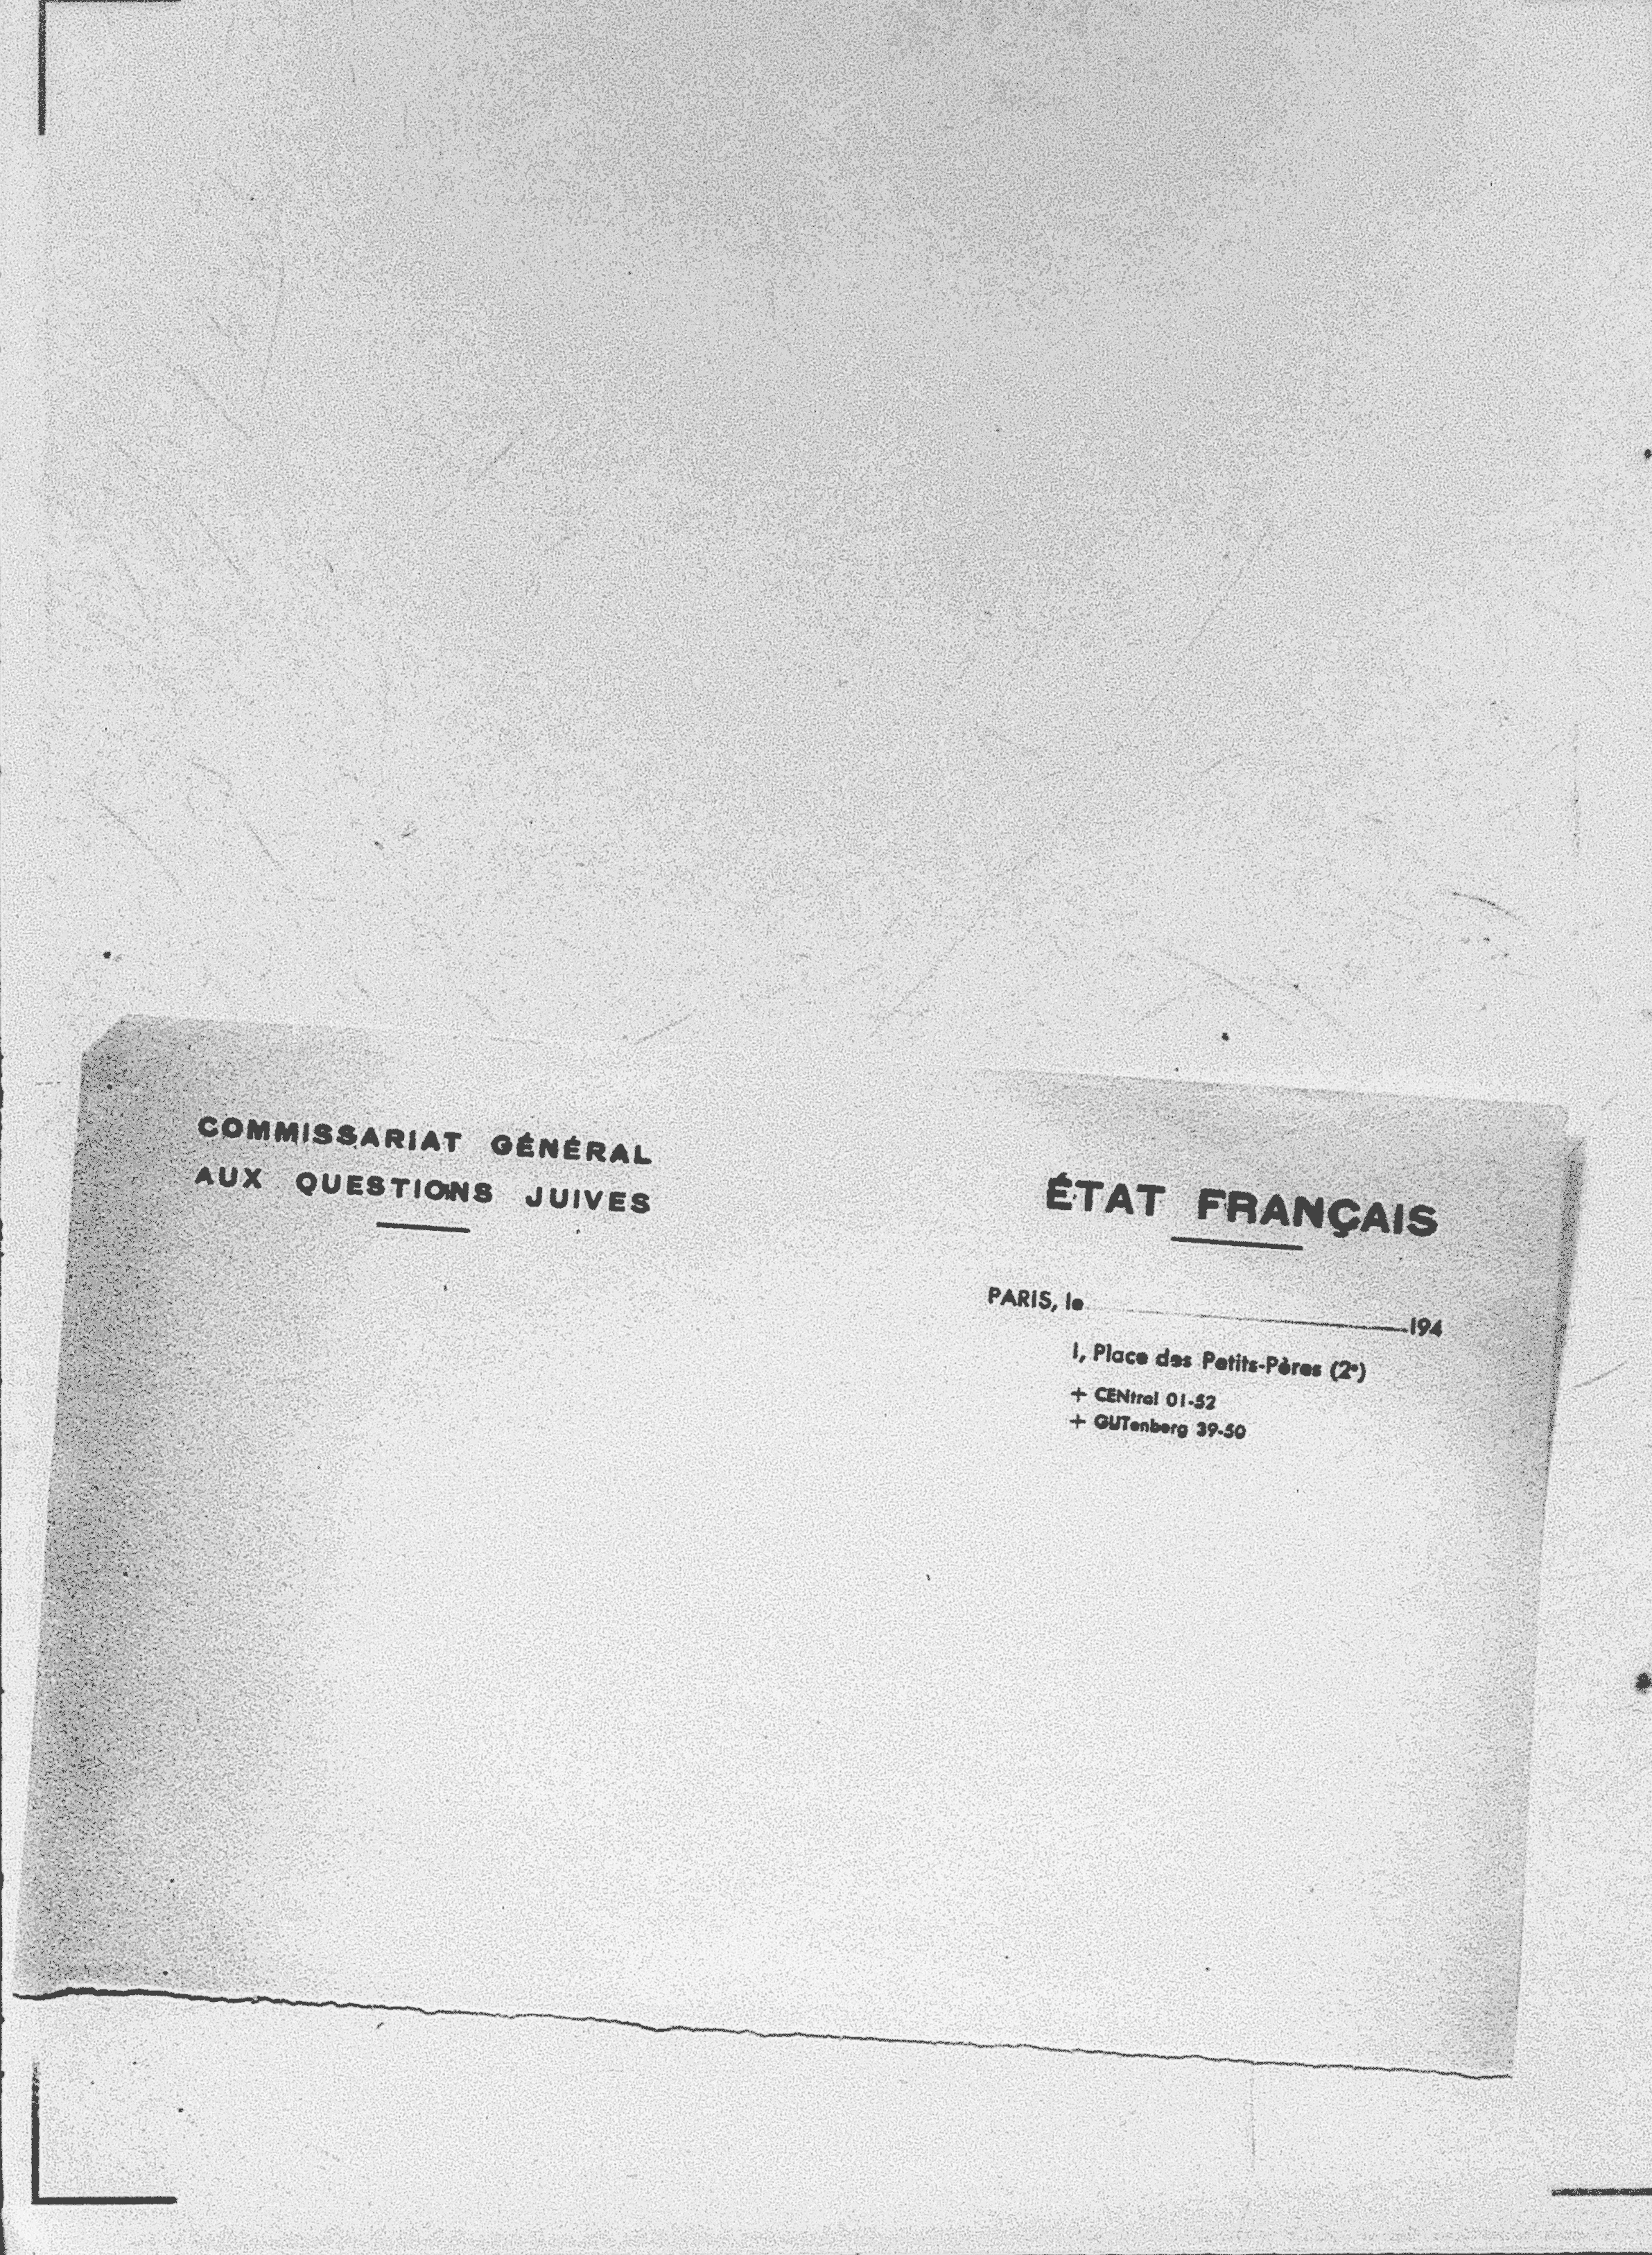 COMMISSARIAT GÉNÉRAL
AUX QUESTIONS JUIVES
ÉTAT FRANÇAIS
PARIS, le 194
1, Place des Petits-Pères (2e)
+ CENtral 01-52
+ GUTenberg 39-50